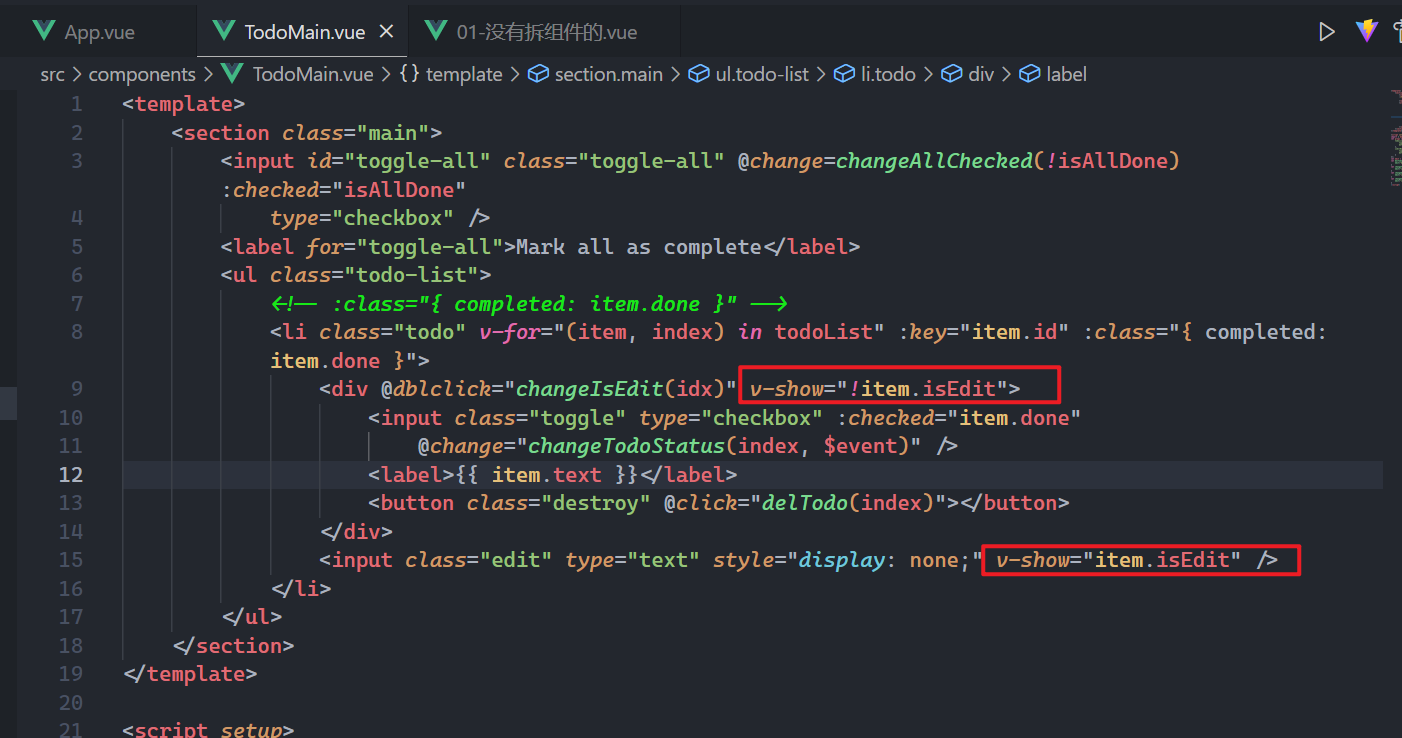 App.vue
TodoMain.vue
01-没有拆组件的.vue
src > components > TodoMain.vue > {} template > section.main > ul.todo-list > li.todo > div > label
1 <template>
2 <section class="main">
3 <input id="toggle-all" class="toggle-all" @change=changeAllChecked(!isAllDone)
:checked="isAllDone"
4 type="checkbox" />
5 <label for="toggle-all">Mark all as complete</label>
6 <ul class="todo-list">
7 <!-- :class="{ completed: item.done }" -->
8 <li class="todo" v-for="(item, index) in todoList" :key="item.id" :class="{ completed:
item.done }">
9 <div @dblclick="changeIsEdit(idx)" v-show="!item.isEdit">
10 <input class="toggle" type="checkbox" :checked="item.done"
11 @change="changeTodoStatus(index, $event)" />
12 <label>{{ item.text }}</label>
13 <button class="destroy" @click="delTodo(index)"></button>
14 </div>
15 <input class="edit" type="text" style="display: none;" v-show="item.isEdit" />
16 </li>
17 </ul>
18 </section>
19 </template>
20
21 <script setup>